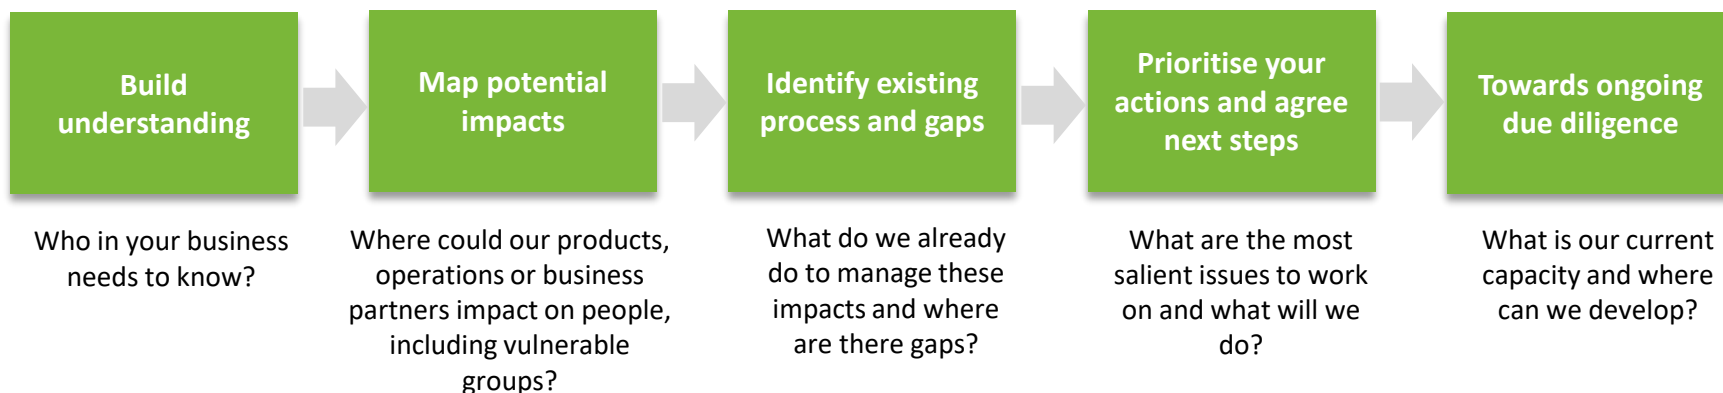 Build
understanding
Who in your business
needs to know?
Map potential
impacts
Where could our products,
operations or business
partners impact on people,
including vulnerable
groups?
Identify existing
process and gaps
What do we already
do to manage these
impacts and where
are there gaps?
Prioritise your
actions and agree
next steps
What are the most
salient issues to work
on and what will we
do?
Towards ongoing
due diligence
What is our current
capacity and where
can we develop?